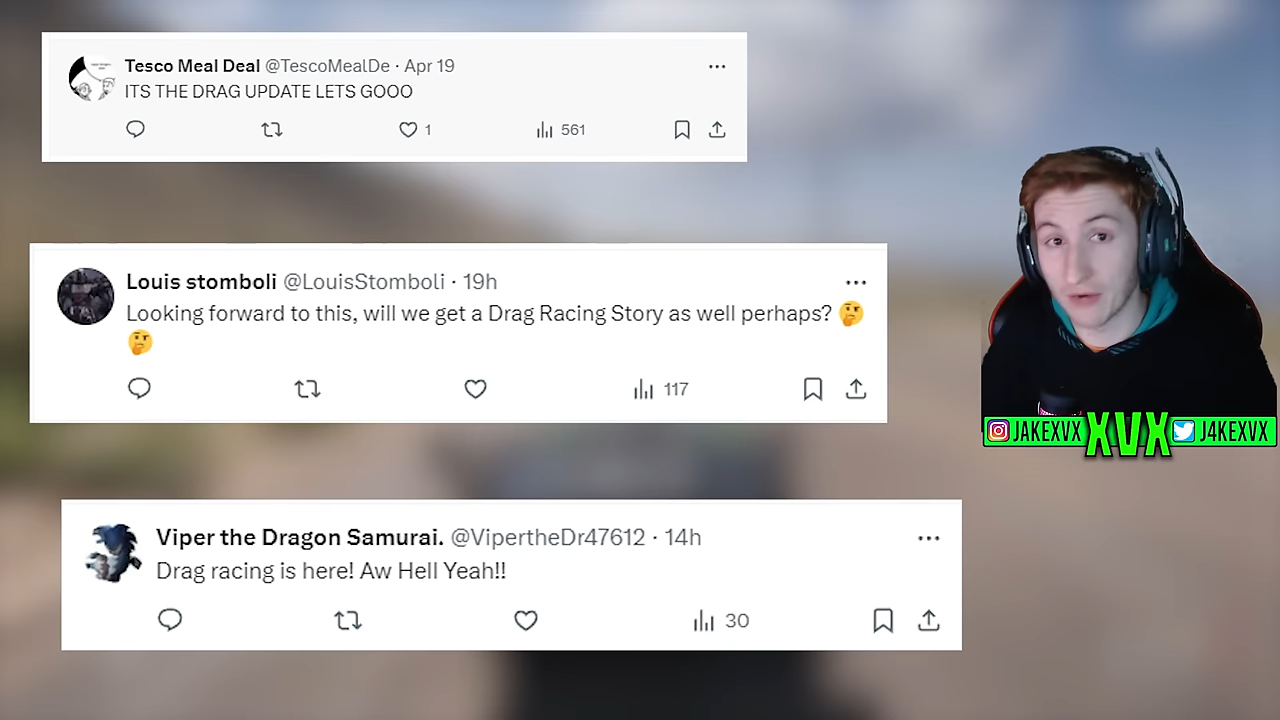 Tesco Meal Deal @TescoMealDe · Apr 19
ITS THE DRAG UPDATE LETS GOOO
1 561
Louis stomboli @LouisStomboli · 19h
Looking forward to this, will we get a Drag Racing Story as well perhaps? 🤔
🤔
117
JAKEXVX XVX J4KEXVX
Viper the Dragon Samurai. @VipertheDr47612 · 14h
Drag racing is here! Aw Hell Yeah!!
30